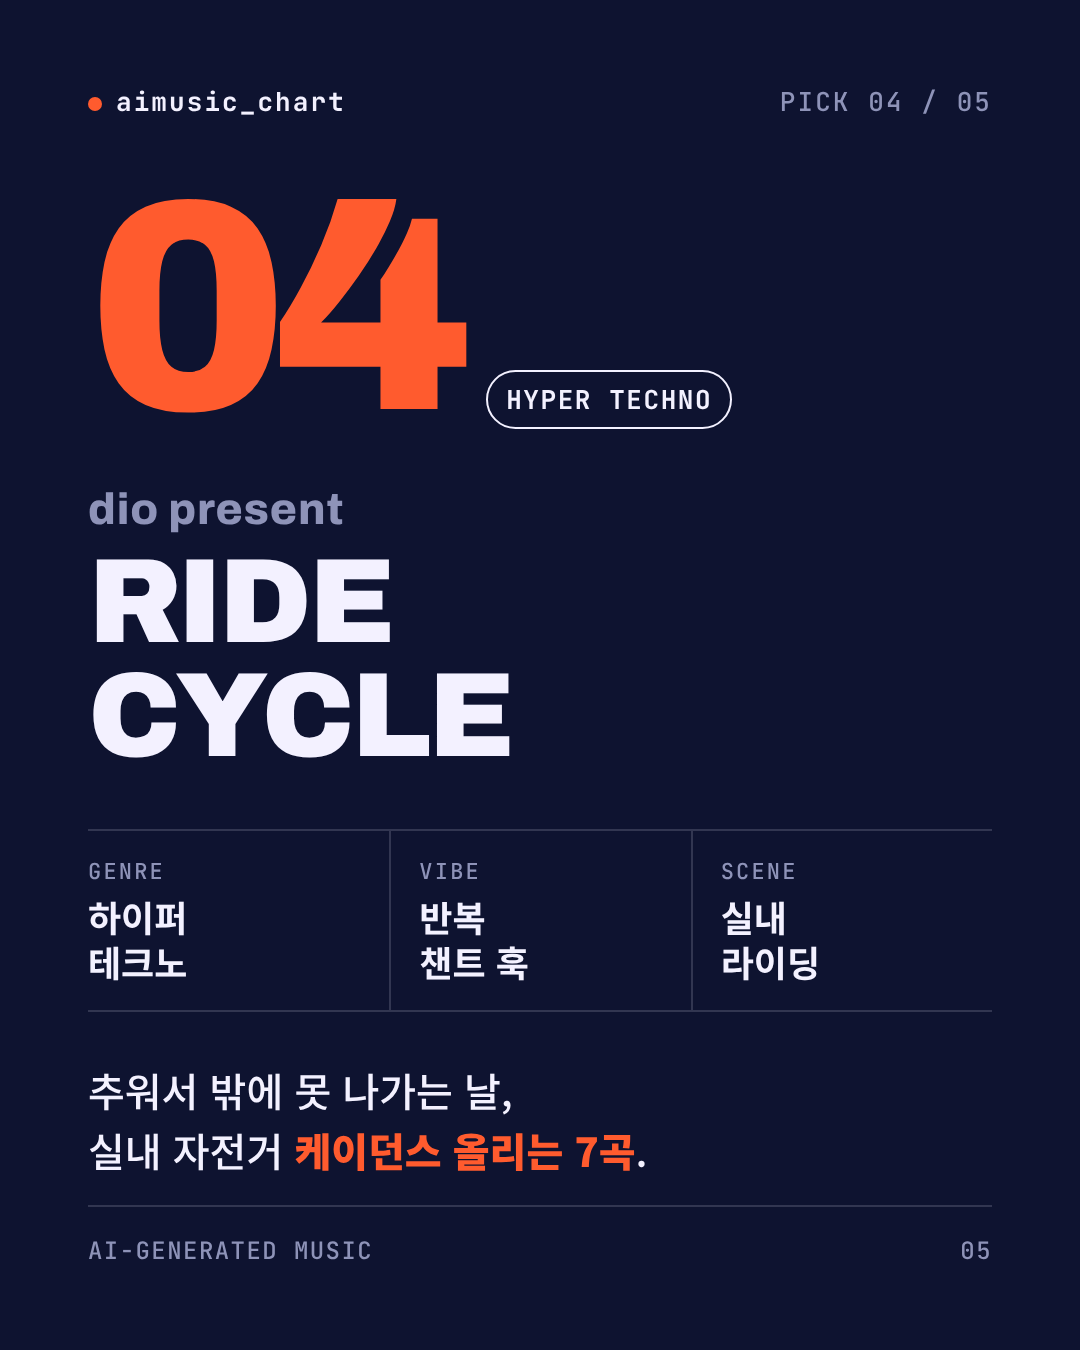 aimusic_chart
PICK 04 / 05
04
HYPER TECHNO
dio present
RIDE
CYCLE
GENRE
하이퍼
테크노
VIBE
반복
챈트 훅
SCENE
실내
라이딩
추워서 밖에 못 나가는 날,
실내 자전거 케이던스 올리는 7곡.
AI-GENERATED MUSIC
05